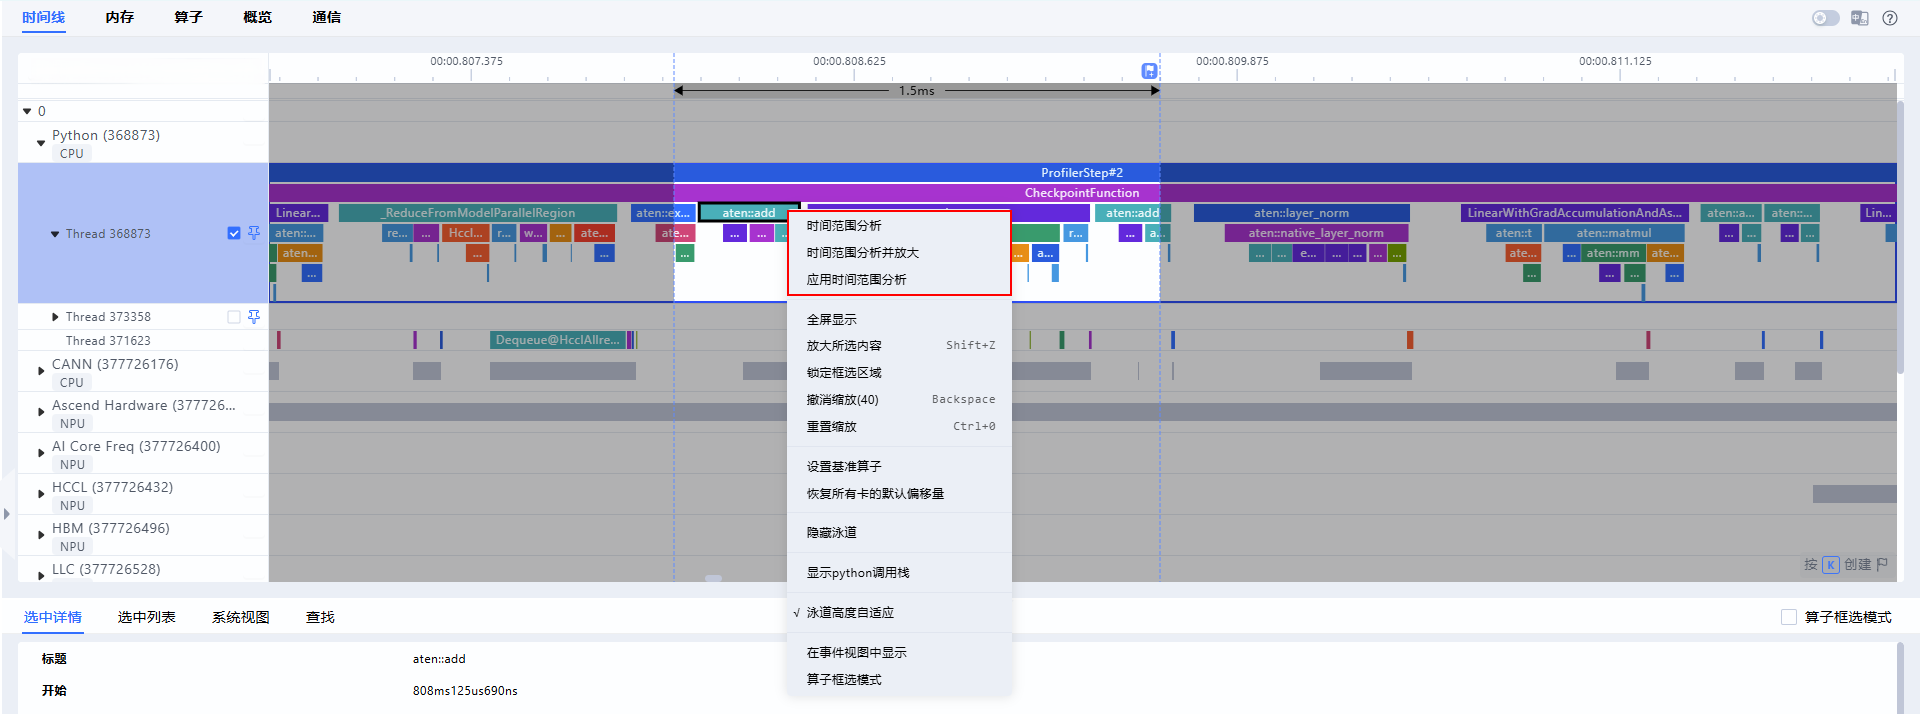 时间线 内存 算子 概览 通信
00:00.807.375 00:00.808.625 00:00.809.875 00:00.811.125
1.5ms
0
Python (368873)
CPU
ProfilerStep#2
CheckpointFunction
Linear... _ReduceFromModelParallelRegion aten::ex... aten::add aten::add aten::layer_norm LinearWithGradAccumulationAndAs... aten::a... aten::... Lin...
Thread 368873
aten::... re... ... Hccl... r... w... ... ate... ate... ... ... r... ... a... aten::native_layer_norm aten::t aten::matmul ... ...
aten... ... ... ... ... a... ... ... e... ... ... ... ... ate... ... aten::mm ate...
... ... ... ...
Thread 373358
Thread 371623
Dequeue@HcclAllre...
CANN (377726176)
CPU
Ascend Hardware (377726...
NPU
AI Core Freq (377726400)
NPU
HCCL (377726432)
NPU
HBM (377726496)
NPU
LLC (377726528)
时间范围分析
时间范围分析并放大
应用时间范围分析
全屏显示
放大所选内容 Shift+Z
锁定框选区域
撤消缩放(40) Backspace
重置缩放 Ctrl+0
设置基准算子
恢复所有卡的默认偏移量
隐藏泳道
显示python调用栈
√ 泳道高度自适应
在事件视图中显示
算子框选模式
按 K 创建
选中详情 选中列表 系统视图 查找
算子框选模式
标题 aten::add
开始 808ms125us690ns